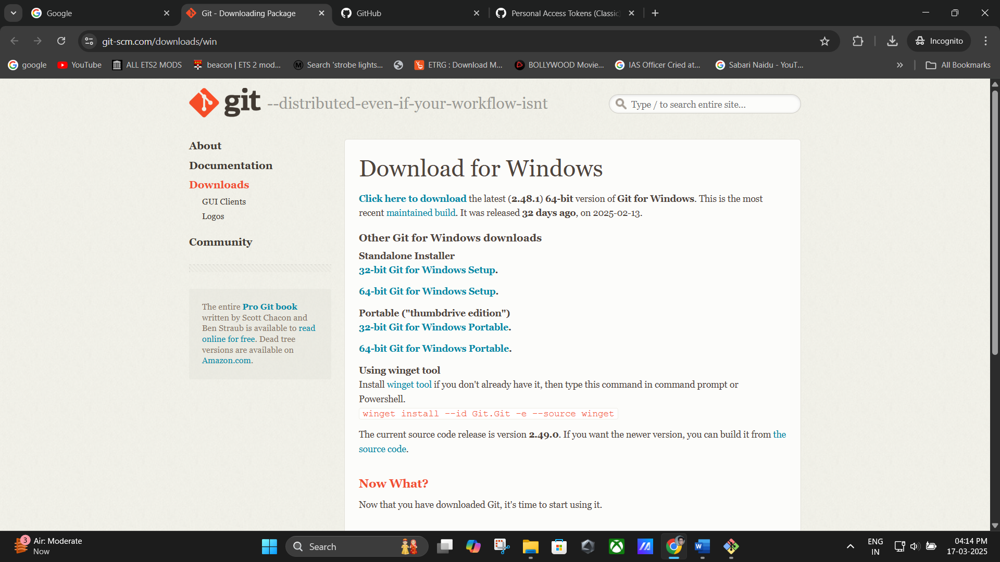 Google
Git - Downloading Package
GitHub
Personal Access Tokens (Classic
git-scm.com/downloads/win
Incognito
google
YouTube
ALL ETS2 MODS
beacon | ETS 2 mod...
Search 'strobe lights...
ETRG : Download M...
BOLLYWOOD Movie...
IAS Officer Cried at...
Sabari Naidu - YouT...
All Bookmarks
git --distributed-even-if-your-workflow-isnt
Type / to search entire site...
About
Documentation
Downloads
GUI Clients
Logos
Community
The entire Pro Git book
written by Scott Chacon and
Ben Straub is available to read
online for free. Dead tree
versions are available on
Amazon.com.
Download for Windows
Click here to download the latest (2.48.1) 64-bit version of Git for Windows. This is the most
recent maintained build. It was released 32 days ago, on 2025-02-13.
Other Git for Windows downloads
Standalone Installer
32-bit Git for Windows Setup.
64-bit Git for Windows Setup.
Portable ("thumbdrive edition")
32-bit Git for Windows Portable.
64-bit Git for Windows Portable.
Using winget tool
Install winget tool if you don't already have it, then type this command in command prompt or
Powershell.
winget install --id Git.Git -e --source winget
The current source code release is version 2.49.0. If you want the newer version, you can build it from the
source code.
Now What?
Now that you have downloaded Git, it's time to start using it.
3
Air: Moderate
Now
Search
ENG
IN
04:14 PM
17-03-2025